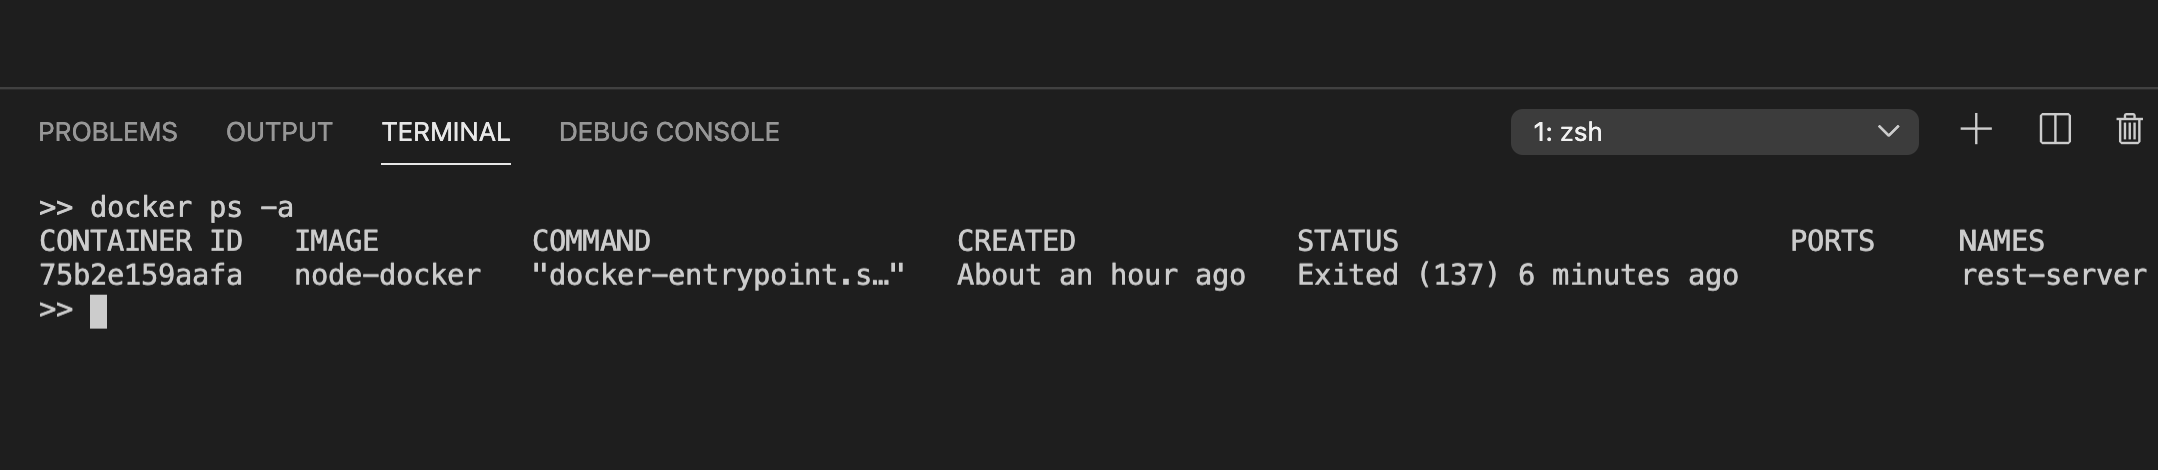 PROBLEMS OUTPUT TERMINAL DEBUG CONSOLE 1: zsh
>> docker ps -a
CONTAINER ID IMAGE COMMAND CREATED STATUS PORTS NAMES
75b2e159aafa node-docker "docker-entrypoint.s…" About an hour ago Exited (137) 6 minutes ago rest-server
>>